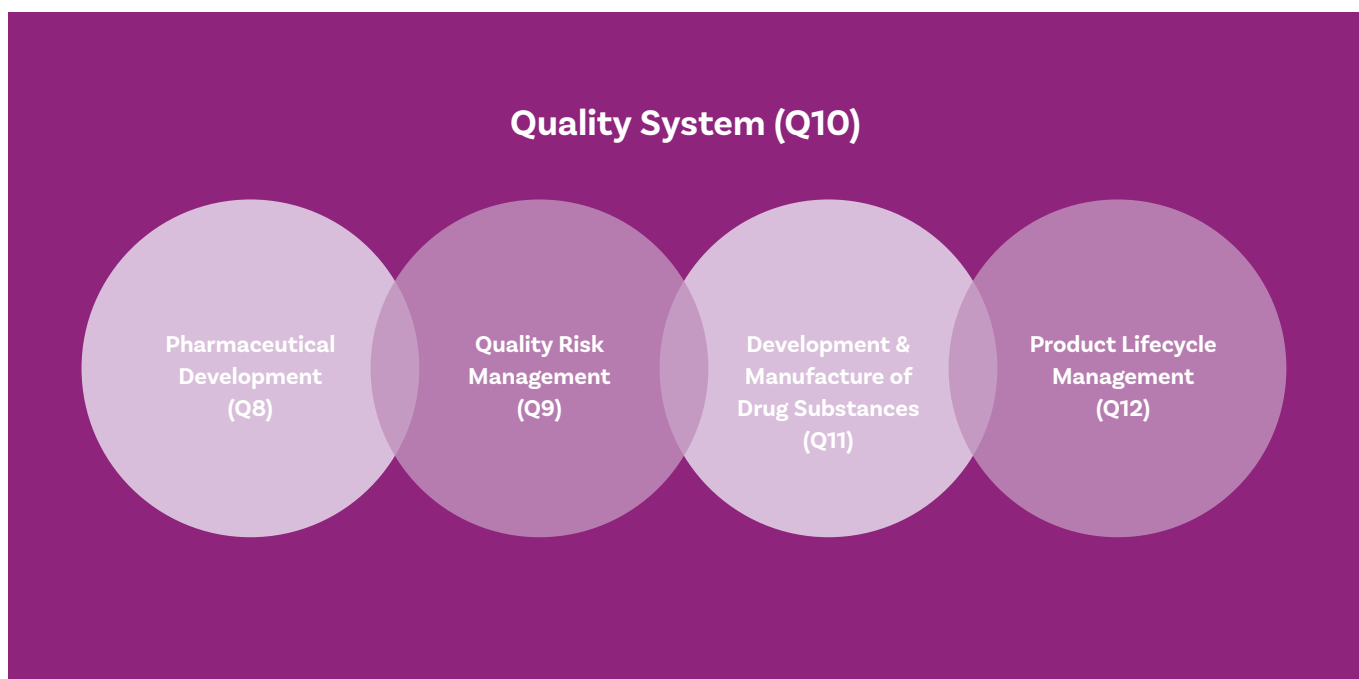 Quality System (Q10)
Pharmaceutical
Development
(Q8)
Quality Risk
Management
(Q9)
Development &
Manufacture of
Drug Substances
(Q11)
Product Lifecycle
Management
(Q12)